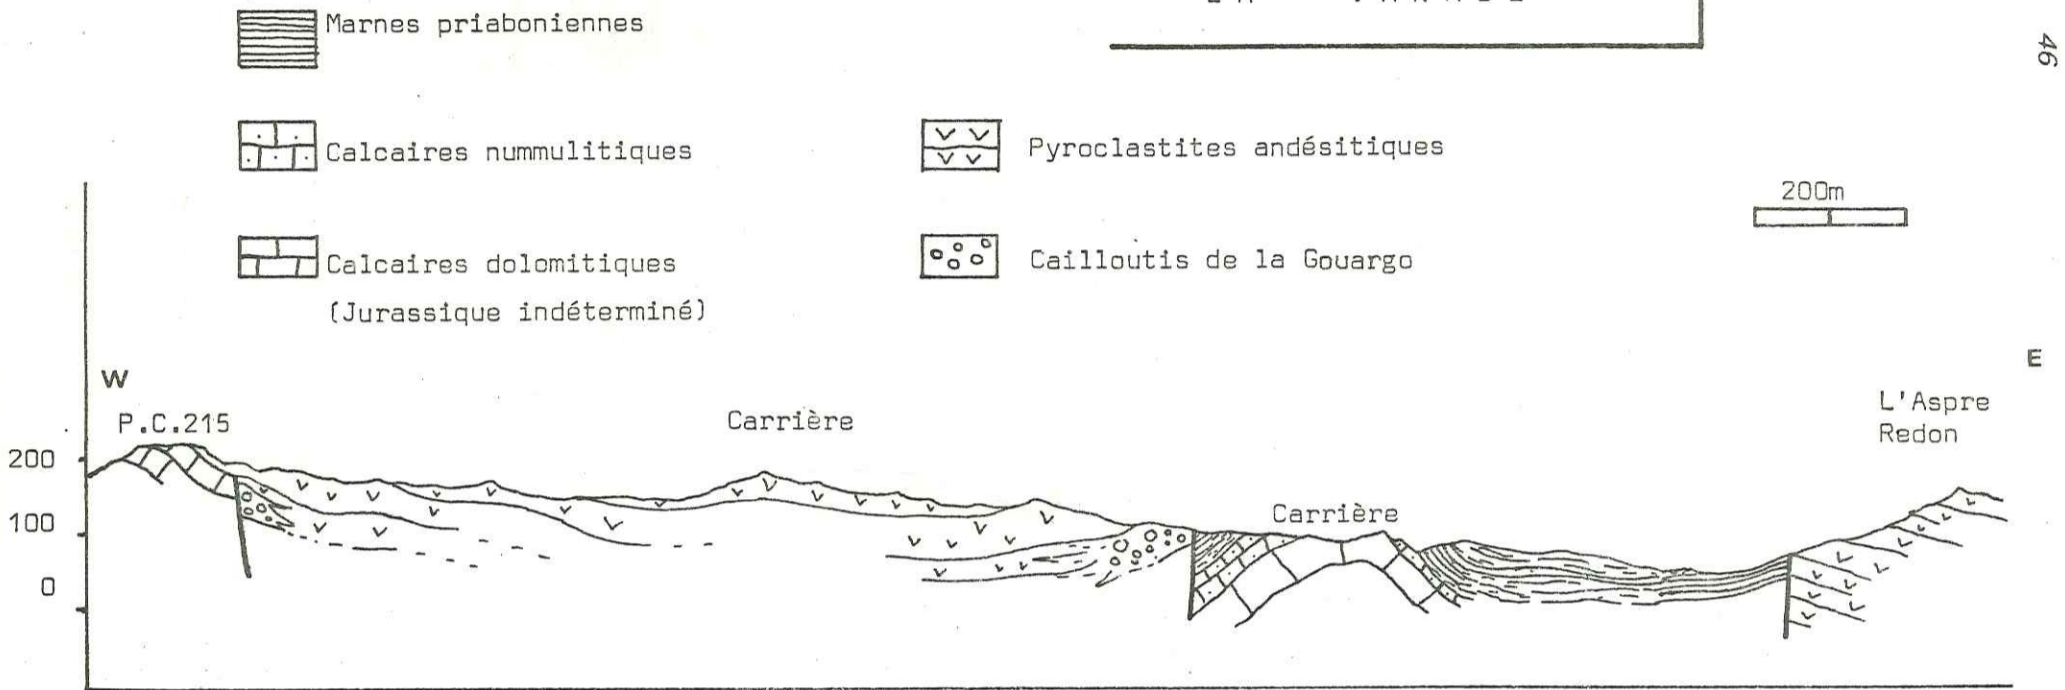 46
Marnes priaboniennes
Calcaires nummulitiques
Pyroclastites andésitiques
200m
Calcaires dolomitiques
(Jurassique indéterminé)
Cailloutis de la Gouargo
W
E
P.C.215
Carrière
L'Aspre
Redon
200
100
Carrière
0